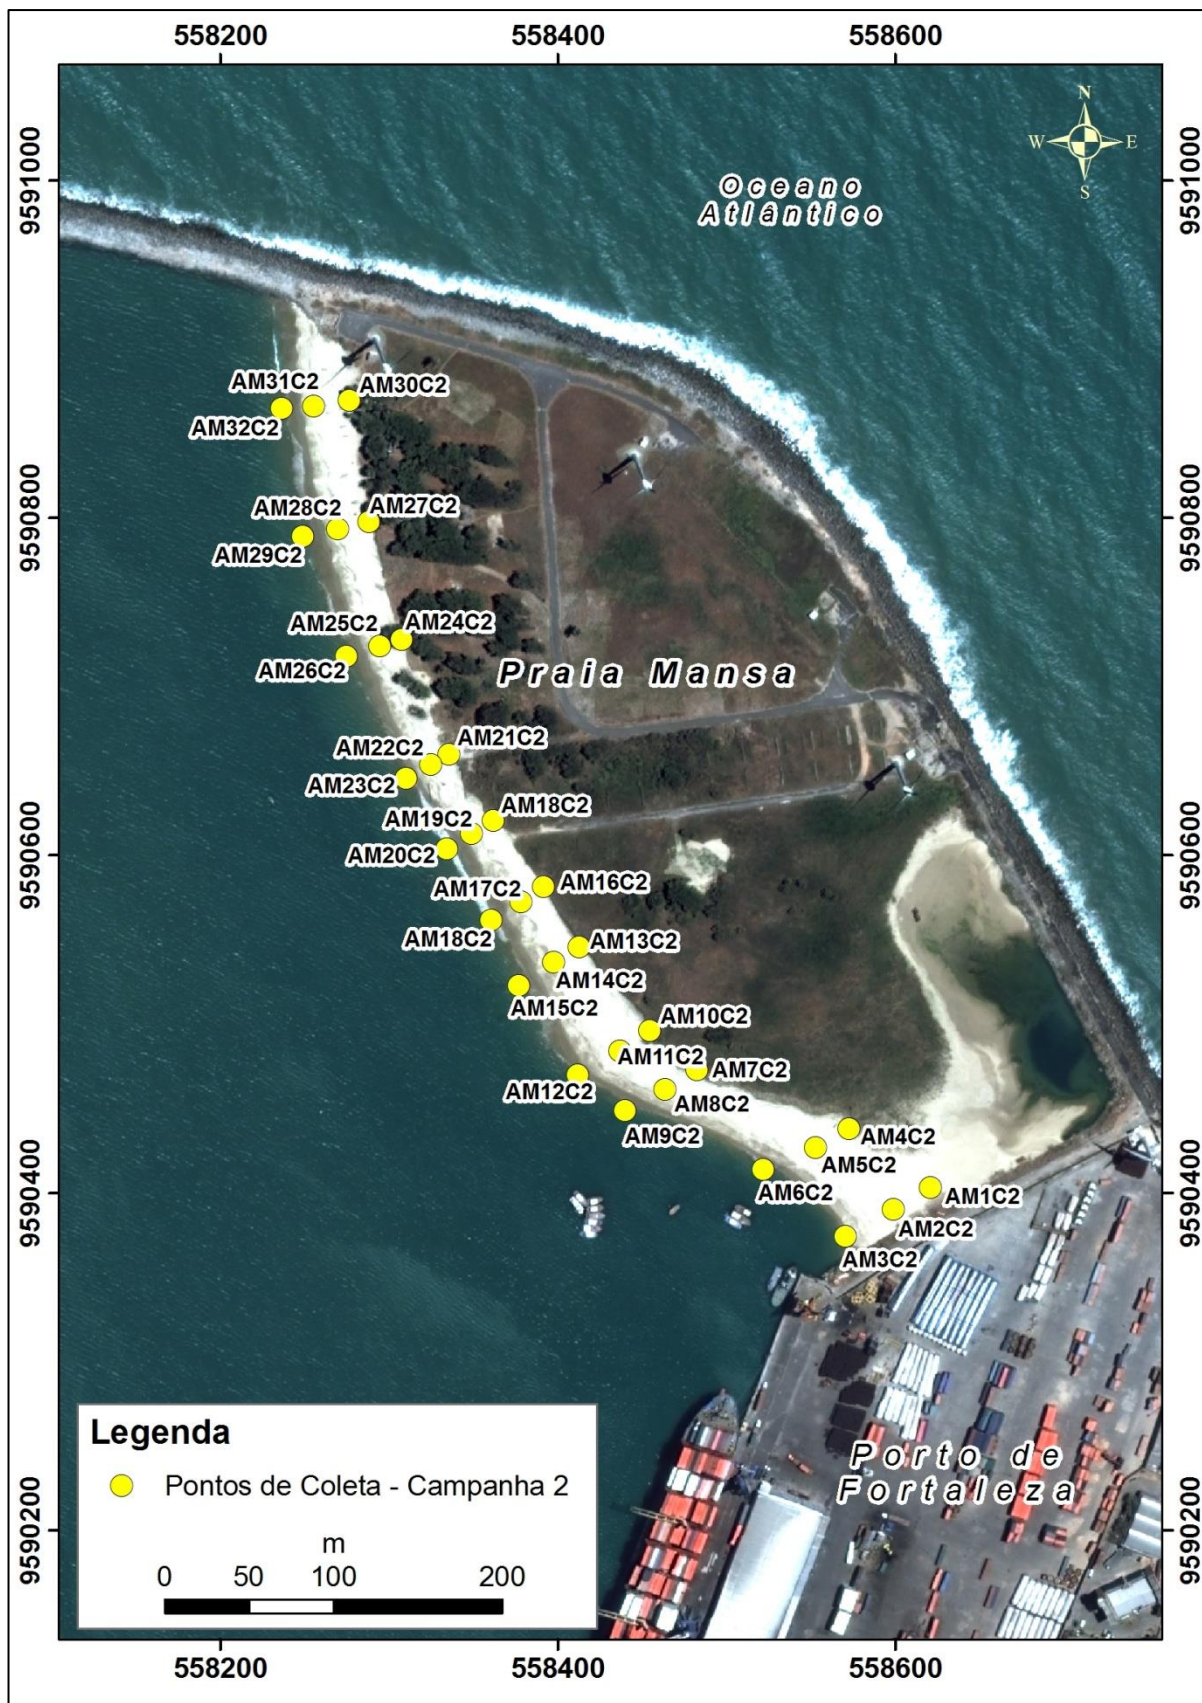 558200
558400
558600
9591000
9591000
N
W
E
S
Oceano
Atlântico
AM31C2
AM30C2
AM32C2
9590800
9590800
AM28C2
AM27C2
AM29C2
AM25C2
AM24C2
AM26C2
Praia Mansa
AM22C2
AM21C2
AM23C2
AM19C2
AM18C2
AM20C2
9590600
9590600
AM17C2
AM16C2
AM18C2
AM13C2
AM14C2
AM15C2
AM10C2
AM11C2
AM7C2
AM12C2
AM8C2
AM9C2
AM4C2
AM5C2
9590400
9590400
AM6C2
AM1C2
AM2C2
AM3C2
Legenda
Pontos de Coleta - Campanha 2
m
0 50 100 200
Porto de
Fortaleza
9590200
9590200
558200
558400
558600